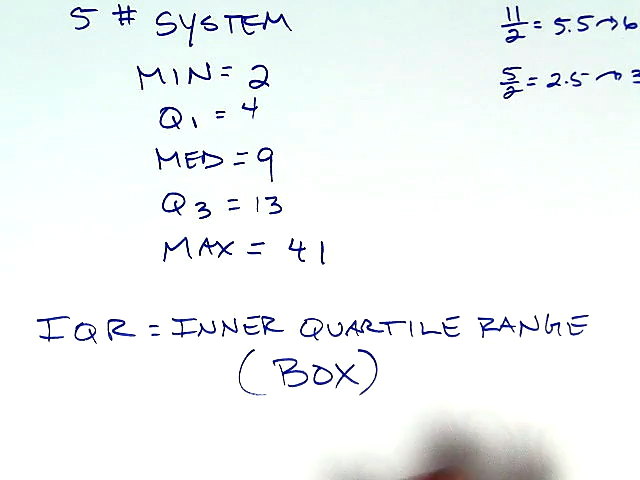 5 # SYSTEM
MIN = 2
Q1 = 4
MED = 9
Q3 = 13
MAX = 41
IQR = INNER QUARTILE RANGE
(BOX)
11/2 = 5.5 → 6
5/2 = 2.5 → 3